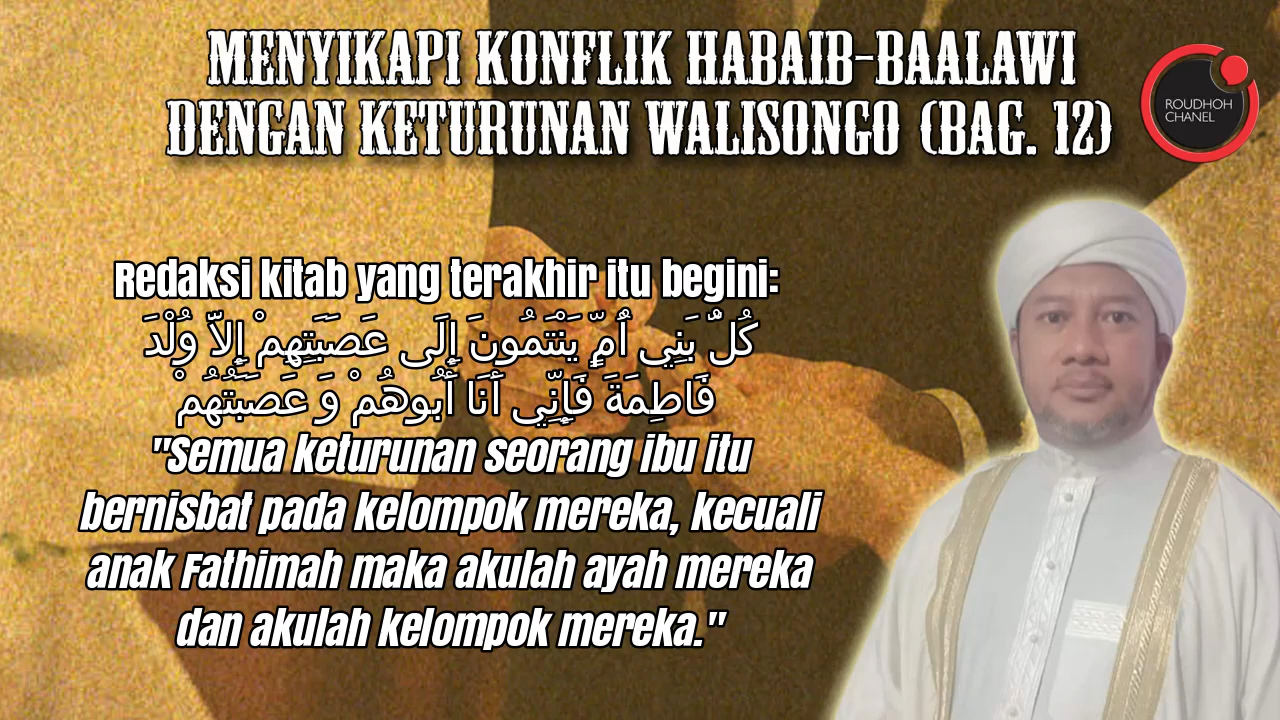 MENYIKAPI KONFLIK HABAIB-BAALAWI
DENGAN KETURUNAN WALISONGO (BAG. 12)
ROUDHOH
CHANEL
Redaksi kitab yang terakhir itu begini:
كُلُّ بَنِي أُمٍّ يَنْتَمُونَ إِلَى عَصَبَتِهِمْ إِلاَّ وُلْدَ
فَاطِمَةَ فَإِنِّي أَنَا أَبُوهُمْ وَ عَصَبَتُهُمْ
"Semua keturunan seorang ibu itu
bernisbat pada kelompok mereka, kecuali
anak Fathimah maka akulah ayah mereka
dan akulah kelompok mereka."